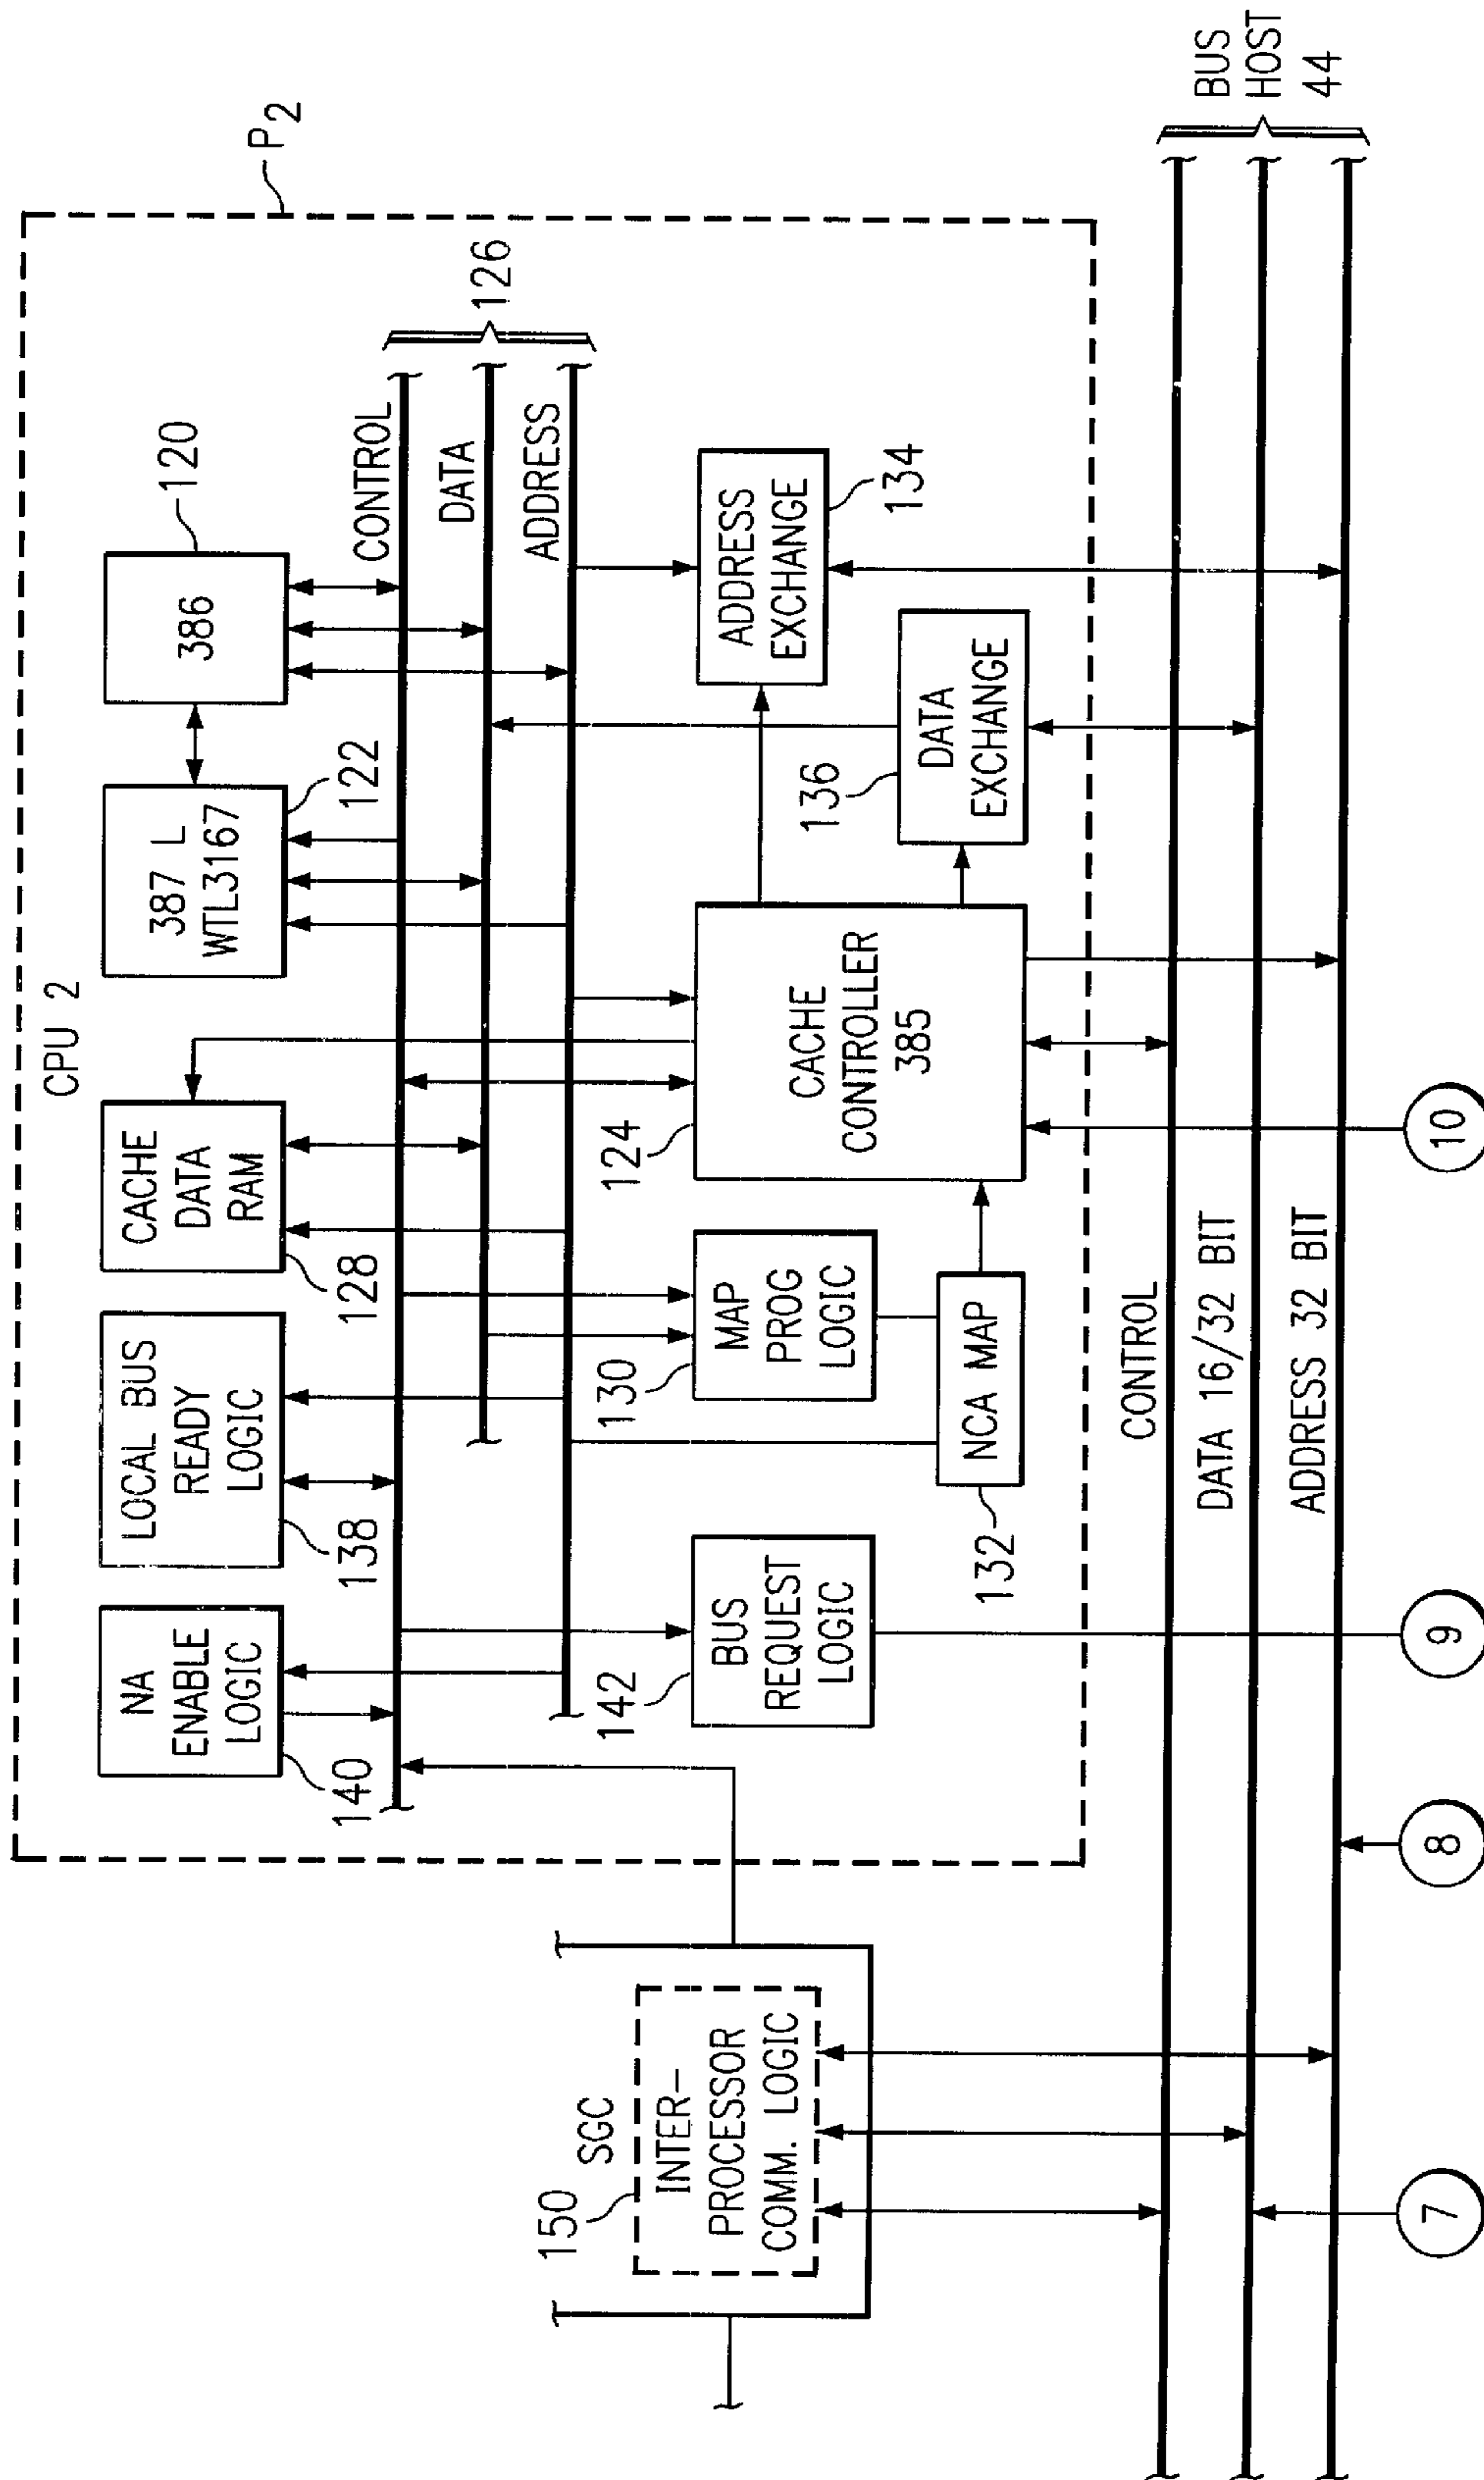 CPU 2
P2
NA
ENABLE
LOGIC
140
LOCAL BUS
READY
LOGIC
138
CACHE
DATA
RAM
128
387 L
WTL3167
122
386
120
CONTROL
DATA
ADDRESS
126
142
BUS
REQUEST
LOGIC
130
MAP
PROG
LOGIC
132
NCA MAP
124
CACHE
CONTROLLER
385
136
DATA
EXCHANGE
ADDRESS
EXCHANGE
134
150
SGC
INTER–
PROCESSOR
COMM. LOGIC
CONTROL
DATA 16/32 BIT
ADDRESS 32 BIT
BUS
HOST
44
7
8
9
10